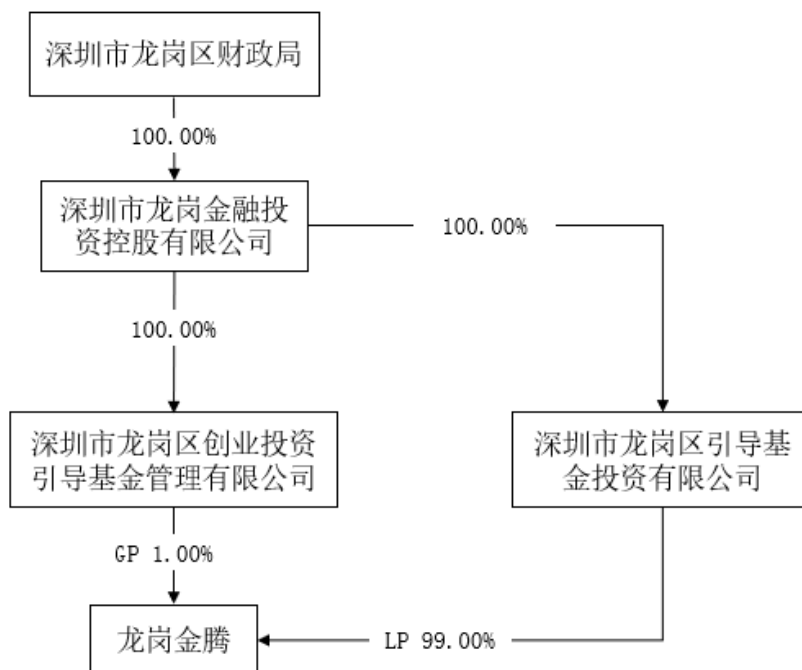 深圳市龙岗区财政局
100.00%
深圳市龙岗金融投
资控股有限公司
100.00%
100.00%
深圳市龙岗区创业投资
引导基金管理有限公司
深圳市龙岗区引导基
金投资有限公司
GP 1.00%
龙岗金腾
LP 99.00%